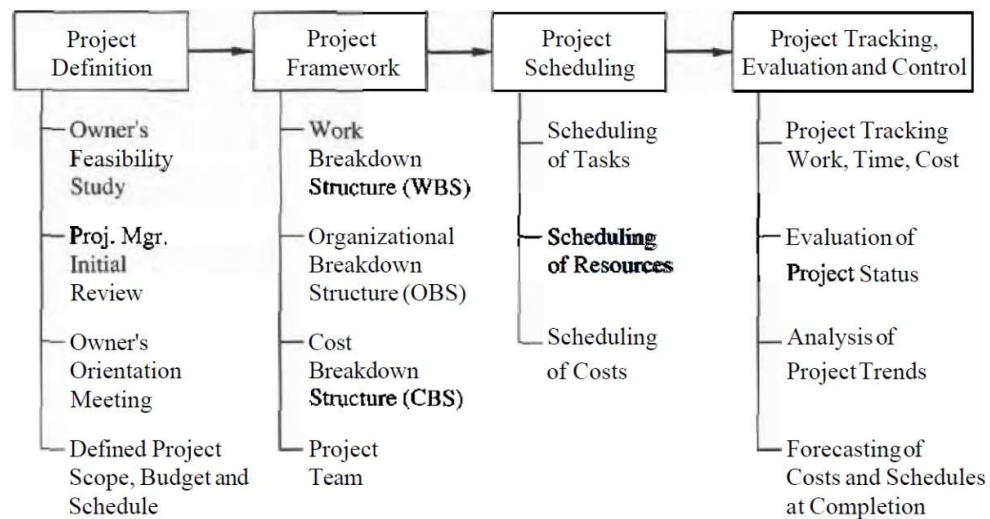 Project
Definition
Project
Framework
Project
Scheduling
Project Tracking,
Evaluation and Control
Owner's
Feasibility
Study
Proj. Mgr.
Initial
Review
Owner's
Orientation
Meeting
Defined Project
Scope, Budget and
Schedule
Work
Breakdown
Structure (WBS)
Organizational
Breakdown
Structure (OBS)
Cost
Breakdown
Structure (CBS)
Project
Team
Scheduling
of Tasks
Scheduling
of Resources
Scheduling
of Costs
Project Tracking
Work, Time, Cost
Evaluation of
Project Status
Analysis of
Project Trends
Forecasting of
Costs and Schedules
at Completion